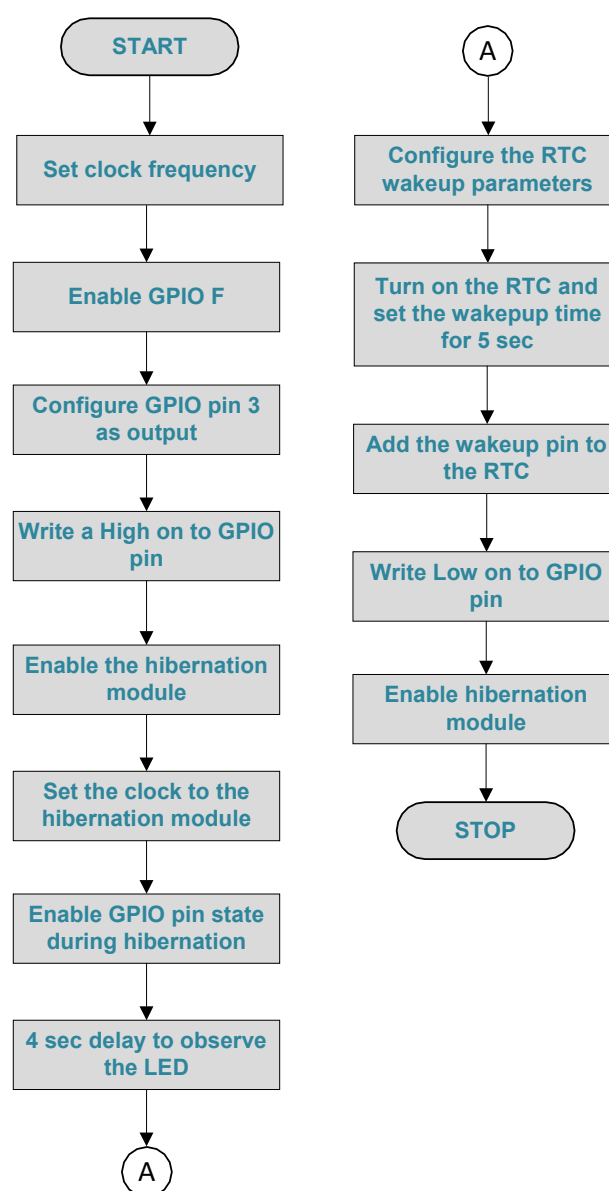 START
Set clock frequency
Enable GPIO F
Configure GPIO pin 3
as output
Write a High on to GPIO
pin
Enable the hibernation
module
Set the clock to the
hibernation module
Enable GPIO pin state
during hibernation
4 sec delay to observe
the LED
A
A
Configure the RTC
wakeup parameters
Turn on the RTC and
set the wakepup time
for 5 sec
Add the wakeup pin to
the RTC
Write Low on to GPIO
pin
Enable hibernation
module
STOP